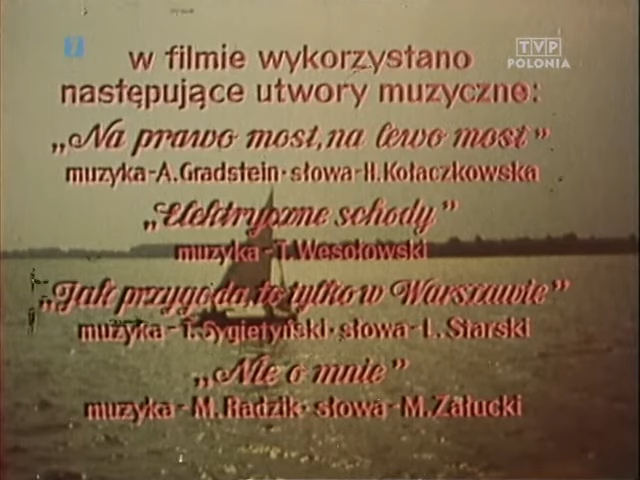 7
TVP
POLONIA
w filmie wykorzystano
następujące utwory muzyczne:
„Na prawo most, na lewo most”
muzyka-A.Gradstein·słowa-H.Kołaczkowska
„Elektryczne schody”
muzyka-T.Wesołowski
„Jak przygoda, to tylko w Warszawie”
muzyka-T.Sygietyński·słowa-L.Starski
„Nie o mnie”
muzyka-M.Radzik·słowa-M.Załucki